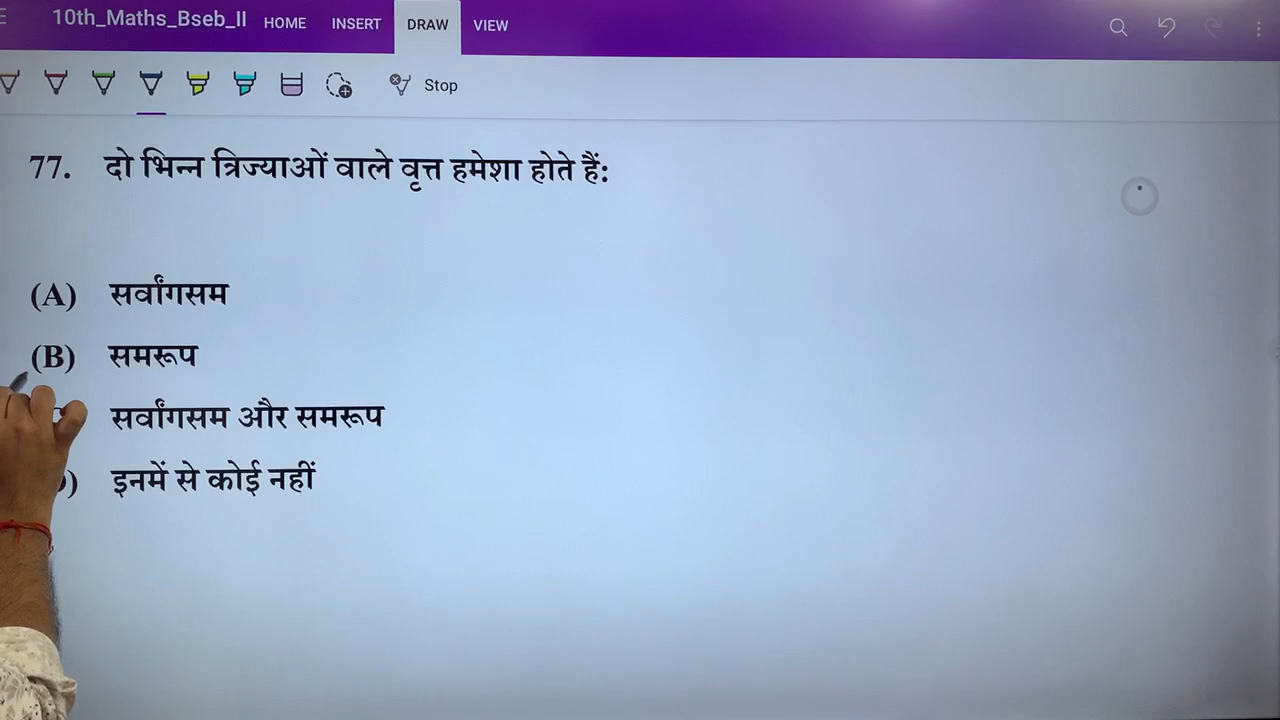 10th_Maths_Bseb_II HOME INSERT DRAW VIEW
Stop
77. दो भिन्न त्रिज्याओं वाले वृत्त हमेशा होते हैं:
(A) सर्वांगसम
(B) समरूप
सर्वांगसम और समरूप
इनमें से कोई नहीं